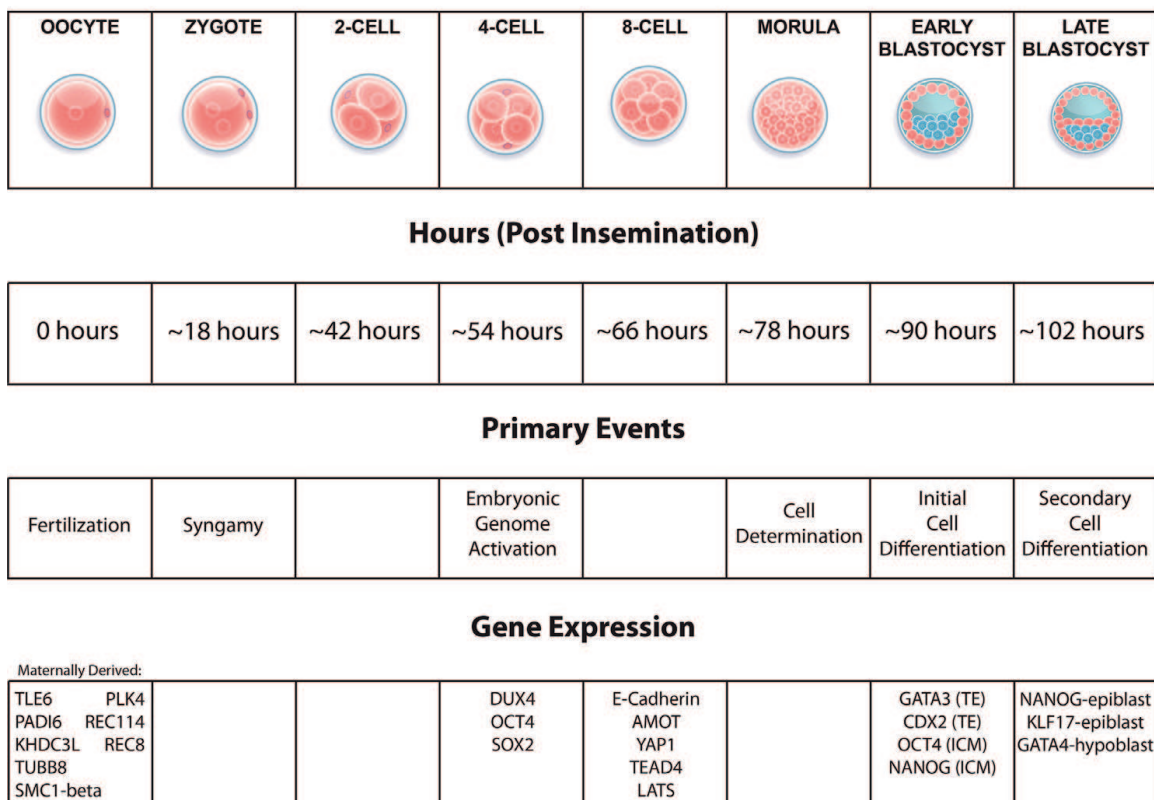 OOCYTE
ZYGOTE
2-CELL
4-CELL
8-CELL
MORULA
EARLY
BLASTOCYST
LATE
BLASTOCYST
Hours (Post Insemination)
0 hours
~18 hours
~42 hours
~54 hours
~66 hours
~78 hours
~90 hours
~102 hours
Primary Events
Fertilization
Syngamy
Embryonic
Genome
Activation
Cell
Determination
Initial
Cell
Differentiation
Secondary
Cell
Differentiation
Gene Expression
Maternally Derived:
TLE6 PLK4
PADI6 REC114
KHDC3L REC8
TUBB8
SMC1-beta
DUX4
OCT4
SOX2
E-Cadherin
AMOT
YAP1
TEAD4
LATS
GATA3 (TE)
CDX2 (TE)
OCT4 (ICM)
NANOG (ICM)
NANOG-epiblast
KLF17-epiblast
GATA4-hypoblast